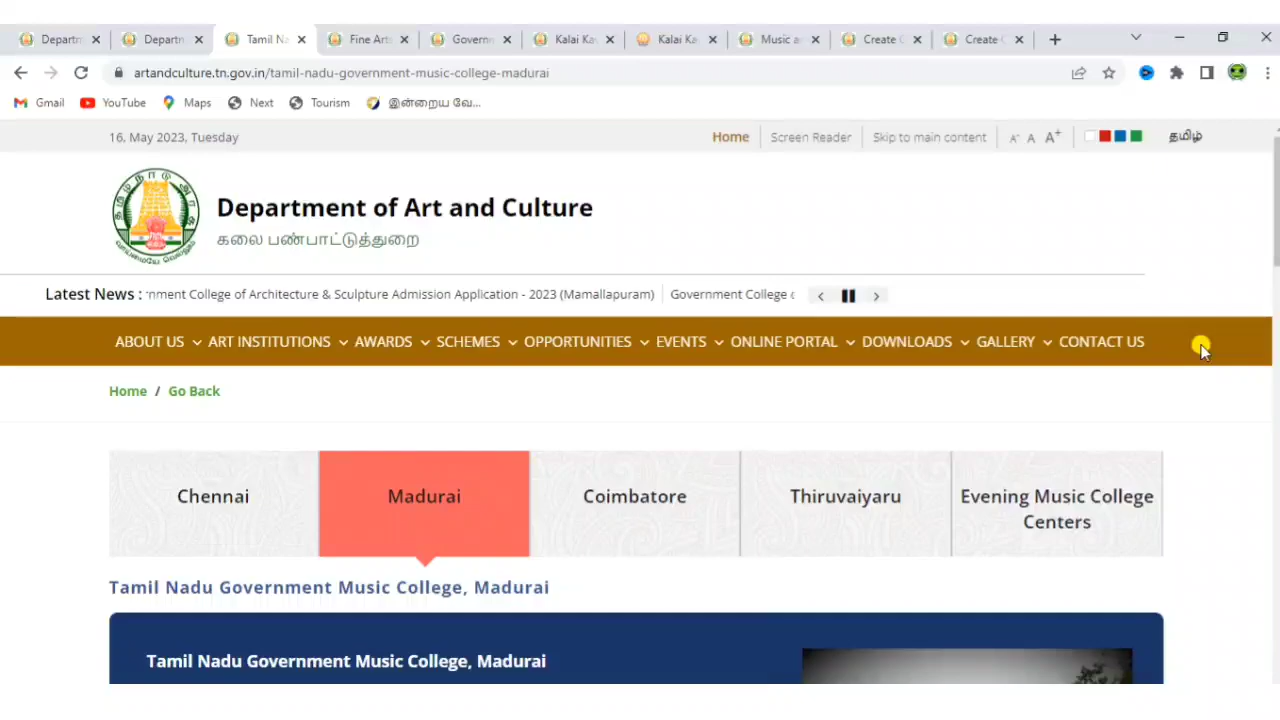 Departn Departn Tamil Na Fine Art Governm Kalai Ka Kalai Ka Music a Create C Create C
artandculture.tn.gov.in/tamil-nadu-government-music-college-madurai
Gmail YouTube Maps Next Tourism இன்றைய வே...
16, May 2023, Tuesday Home Screen Reader Skip to main content A- A A+ தமிழ்
Department of Art and Culture
கலை பண்பாட்டுத்துறை
Latest News : nment College of Architecture & Sculpture Admission Application - 2023 (Mamallapuram) Government College
ABOUT US ART INSTITUTIONS AWARDS SCHEMES OPPORTUNITIES EVENTS ONLINE PORTAL DOWNLOADS GALLERY CONTACT US
Home / Go Back
Chennai Madurai Coimbatore Thiruvaiyaru Evening Music College
Centers
Tamil Nadu Government Music College, Madurai
Tamil Nadu Government Music College, Madurai